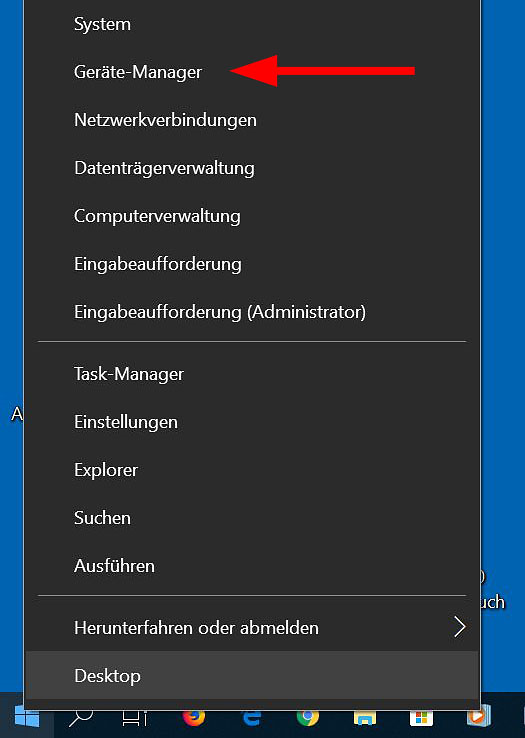 System
Geräte-Manager
Netzwerkverbindungen
Datenträgerverwaltung
Computerverwaltung
Eingabeaufforderung
Eingabeaufforderung (Administrator)
Task-Manager
Einstellungen
A
Explorer
Suchen
Ausführen
uch
Herunterfahren oder abmelden
Desktop